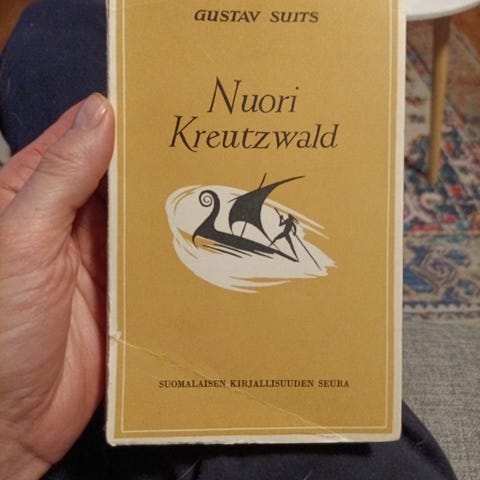 GUSTAV SUITS
Nuori
Kreutzwald
SUOMALAISEN KIRJALLISUUDEN SEURA